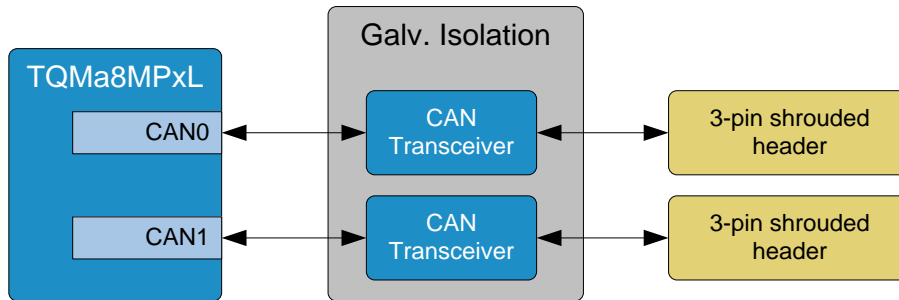 Galv. Isolation
TQMa8MPxL
CAN0
CAN
Transceiver
3-pin shrouded
header
CAN1
CAN
Transceiver
3-pin shrouded
header